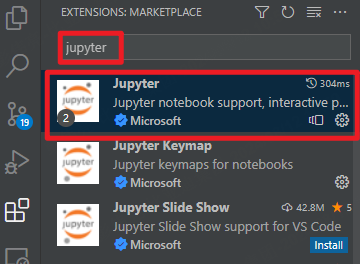 EXTENSIONS: MARKETPLACE
jupyter
Jupyter 304ms
Jupyter notebook support, interactive p...
Microsoft
jupyter
2
19
Jupyter Keymap
Jupyter keymaps for notebooks
Microsoft
jupyter
Jupyter Slide Show 42.8M 5
Jupyter Slide Show support for VS Code
Microsoft Install
jupyter